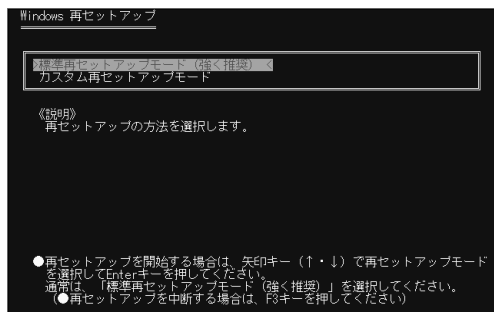 Windows 再セットアップ
>標準再セットアップモード（強く推奨） <
カスタム再セットアップモード
《説明》
再セットアップの方法を選択します。
●再セットアップを開始する場合は、矢印キー（↑・↓）で再セットアップモード
を選択してEnterキーを押してください。
通常は、「標準再セットアップモード（強く推奨）」を選択してください。
（●再セットアップを中断する場合は、F3キーを押してください）